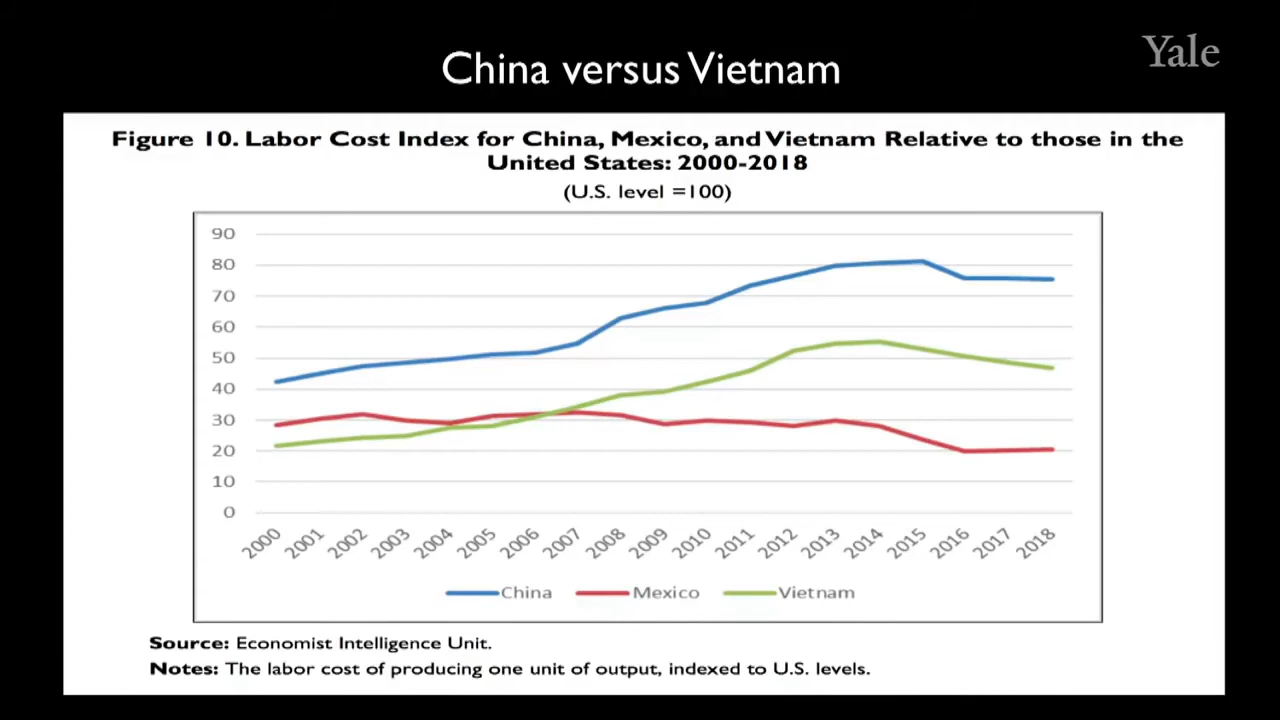 China versus Vietnam
Yale
Figure 10. Labor Cost Index for China, Mexico, and Vietnam Relative to those in the
United States: 2000-2018
(U.S. level =100)
90
80
70
60
50
40
30
20
10
0
2000 2001 2002 2003 2004 2005 2006 2007 2008 2009 2010 2011 2012 2013 2014 2015 2016 2017 2018
China Mexico Vietnam
Source: Economist Intelligence Unit.
Notes: The labor cost of producing one unit of output, indexed to U.S. levels.